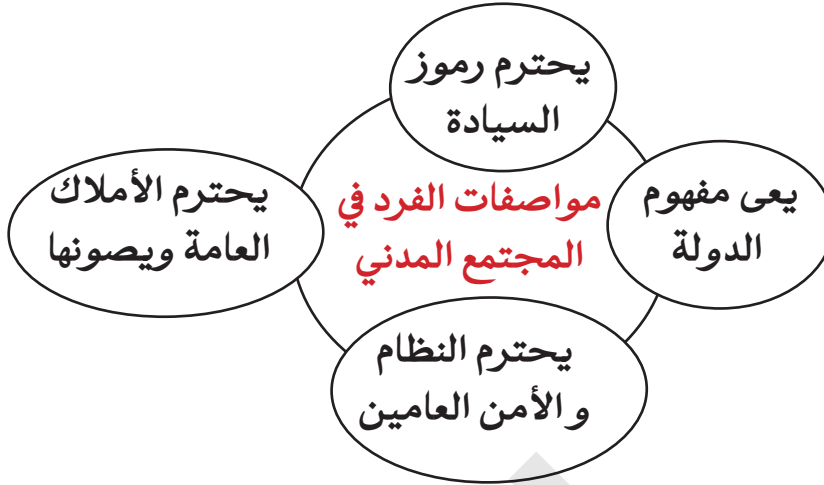 يحترم رموز
السيادة
يعى مفهوم
الدولة
مواصفات الفرد في
المجتمع المدني
يحترم الأملاك
العامة ويصونها
يحترم النظام
و الأمن العامين